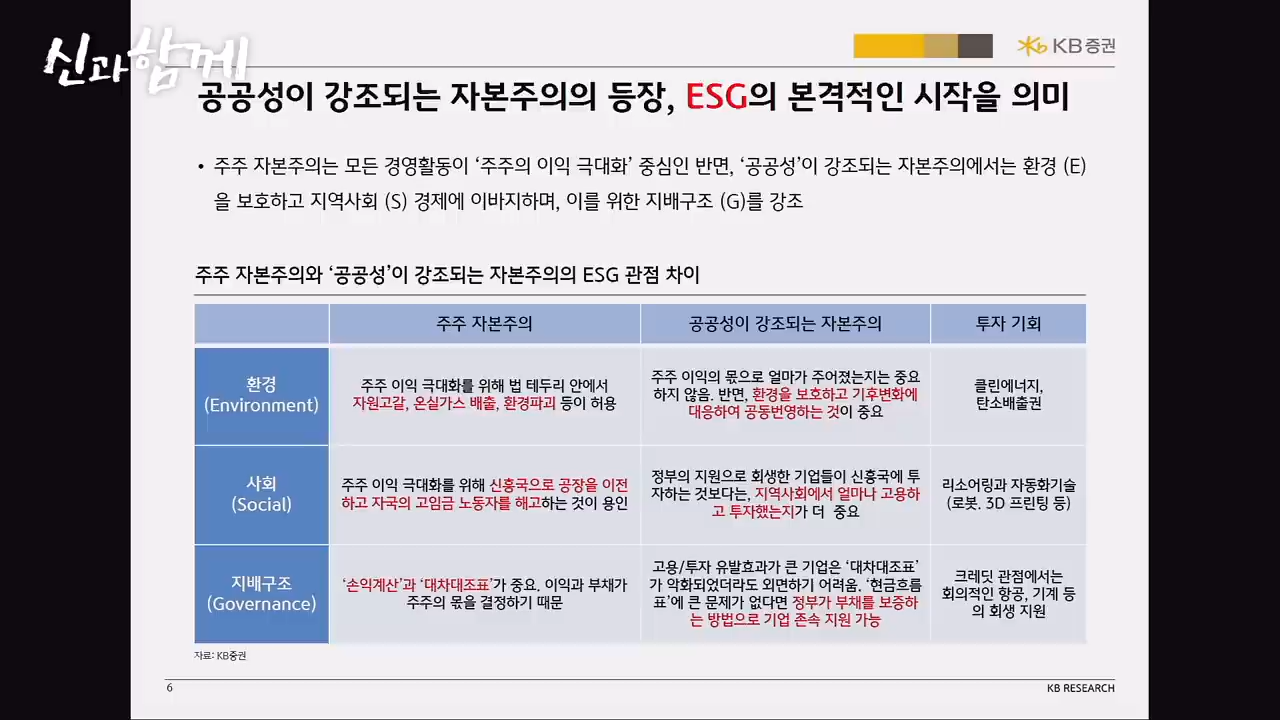 신과함께
KB증권
공공성이 강조되는 자본주의의 등장, ESG의 본격적인 시작을 의미
• 주주 자본주의는 모든 경영활동이 ‘주주의 이익 극대화’ 중심인 반면, ‘공공성’이 강조되는 자본주의에서는 환경 (E)
을 보호하고 지역사회 (S) 경제에 이바지하며, 이를 위한 지배구조 (G)를 강조
주주 자본주의와 ‘공공성’이 강조되는 자본주의의 ESG 관점 차이
주주 자본주의
공공성이 강조되는 자본주의
투자 기회
환경
(Environment)
주주 이익 극대화를 위해 법 테두리 안에서
자원고갈, 온실가스 배출, 환경파괴 등이 허용
주주 이익의 몫으로 얼마가 주어졌는지는 중요
하지 않음. 반면, 환경을 보호하고 기후변화에
대응하여 공동번영하는 것이 중요
클린에너지,
탄소배출권
사회
(Social)
주주 이익 극대화를 위해 신흥국으로 공장을 이전
하고 자국의 고임금 노동자를 해고하는 것이 용인
정부의 지원으로 회생한 기업들이 신흥국에 투
자하는 것보다는, 지역사회에서 얼마나 고용하
고 투자했는지가 더 중요
리소어링과 자동화기술
(로봇. 3D 프린팅 등)
지배구조
(Governance)
‘손익계산’과 ‘대차대조표’가 중요. 이익과 부채가
주주의 몫을 결정하기 때문
고용/투자 유발효과가 큰 기업은 ‘대차대조표’
가 악화되었더라도 외면하기 어려움. ‘현금흐름
표’에 큰 문제가 없다면 정부가 부채를 보증하
는 방법으로 기업 존속 지원 가능
크레딧 관점에서는
회의적인 항공, 기계 등
의 회생 지원
자료: KB증권
6
KB RESEARCH